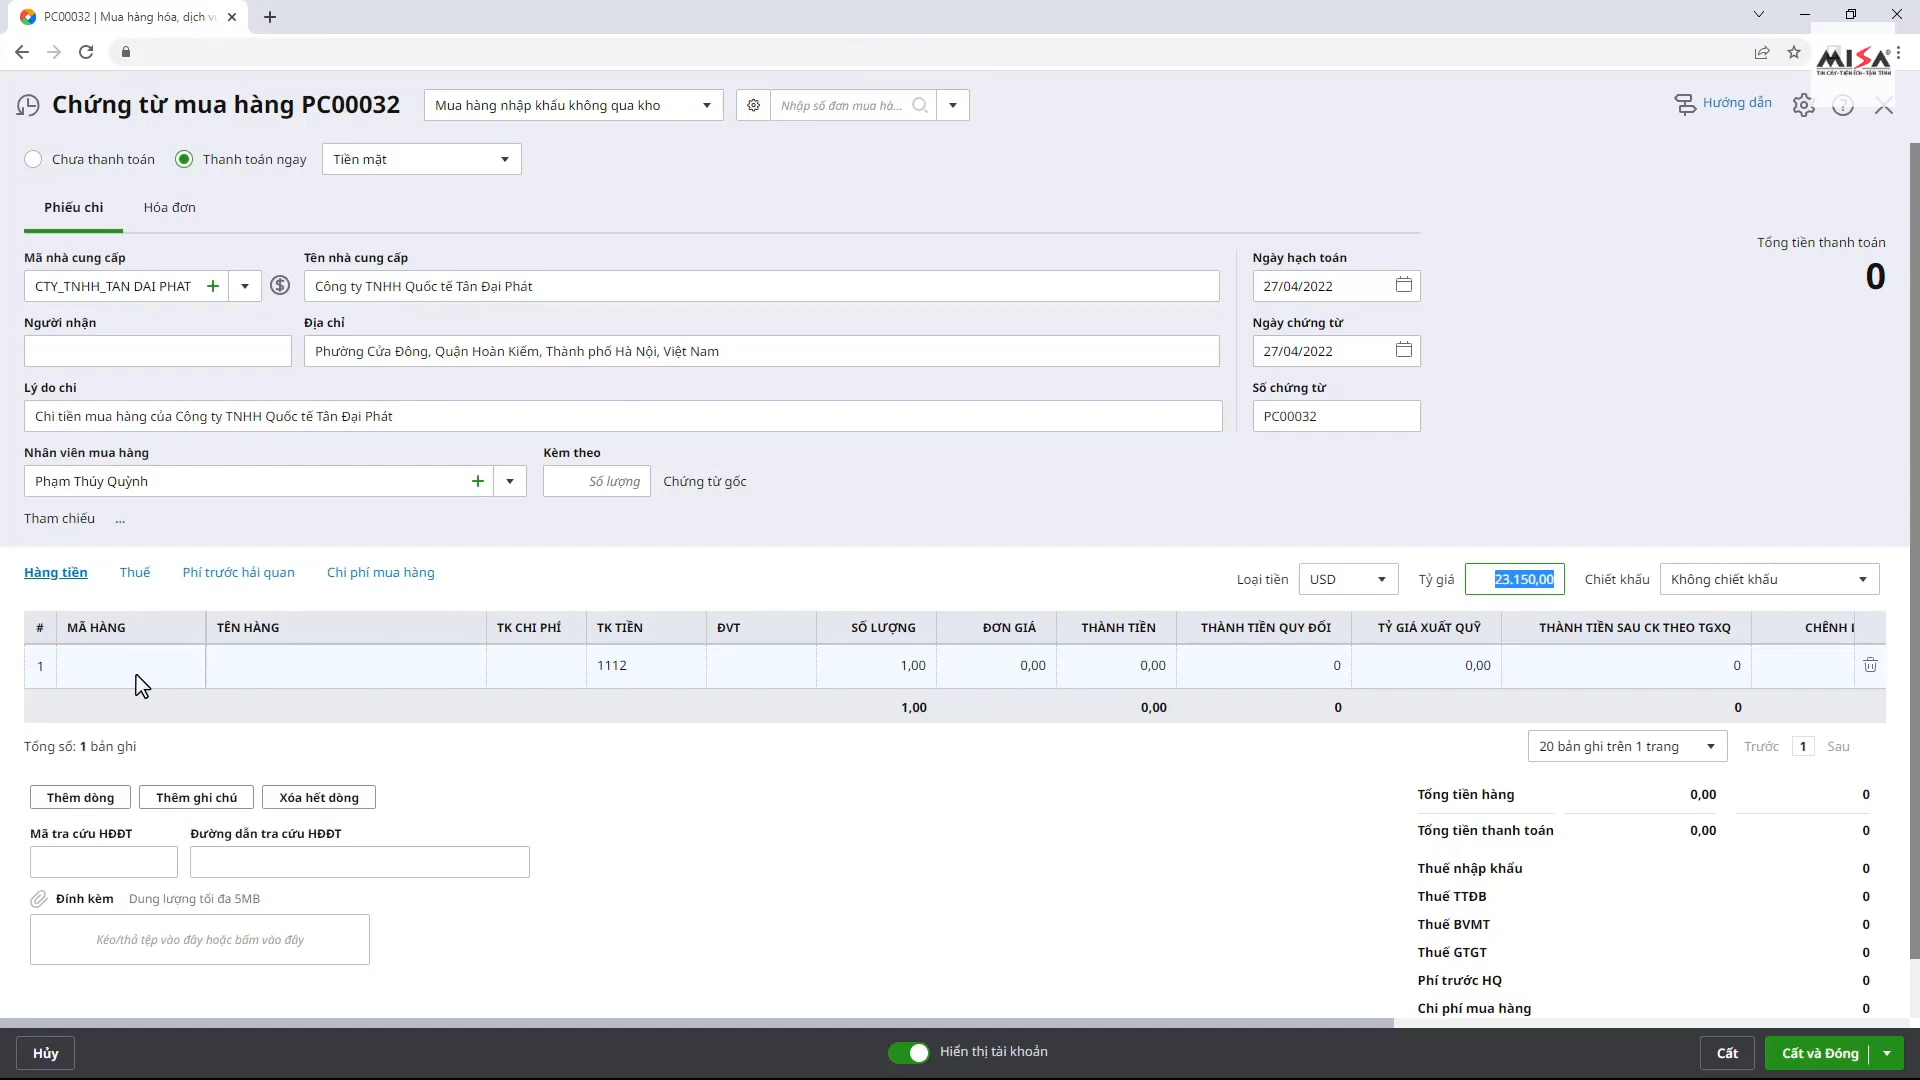 PC00032 | Mua hàng hóa, dịch vụ
MISA
TIN CẬY - TIỆN ÍCH - TẬN TÌNH
Chứng từ mua hàng PC00032
Mua hàng nhập khẩu không qua kho
Nhập số đơn mua hà...
Hướng dẫn
Chưa thanh toán
Thanh toán ngay
Tiền mặt
Phiếu chi
Hóa đơn
Tổng tiền thanh toán
0
Mã nhà cung cấp
Tên nhà cung cấp
Ngày hạch toán
CTY_TNHH_TAN DAI PHAT
Công ty TNHH Quốc tế Tân Đại Phát
27/04/2022
Người nhận
Địa chỉ
Ngày chứng từ
Phường Cửa Đông, Quận Hoàn Kiếm, Thành phố Hà Nội, Việt Nam
27/04/2022
Lý do chi
Số chứng từ
Chi tiền mua hàng của Công ty TNHH Quốc tế Tân Đại Phát
PC00032
Nhân viên mua hàng
Kèm theo
Phạm Thúy Quỳnh
Số lượng
Chứng từ gốc
Tham chiếu ...
Hàng tiền
Thuế
Phí trước hải quan
Chi phí mua hàng
Loại tiền
USD
Tỷ giá
23.150,00
Chiết khấu
Không chiết khấu
# MÃ HÀNG TÊN HÀNG TK CHI PHÍ TK TIỀN ĐVT SỐ LƯỢNG ĐƠN GIÁ THÀNH TIỀN THÀNH TIỀN QUY ĐỔI TỶ GIÁ XUẤT QUỸ THÀNH TIỀN SAU CK THEO TGXQ CHÊNH
1 1112 1,00 0,00 0,00 0 0,00 0
1,00 0,00 0 0
Tổng số: 1 bản ghi
20 bản ghi trên 1 trang
Trước 1 Sau
Thêm dòng
Thêm ghi chú
Xóa hết dòng
Mã tra cứu HĐĐT
Đường dẫn tra cứu HĐĐT
Đính kèm Dung lượng tối đa 5MB
Kéo/thả tệp vào đây hoặc bấm vào đây
Tổng tiền hàng 0,00 0
Tổng tiền thanh toán 0,00 0
Thuế nhập khẩu 0
Thuế TTĐB 0
Thuế BVMT 0
Thuế GTGT 0
Phí trước HQ 0
Chi phí mua hàng 0
Hủy
Hiển thị tài khoản
Cất
Cất và Đóng